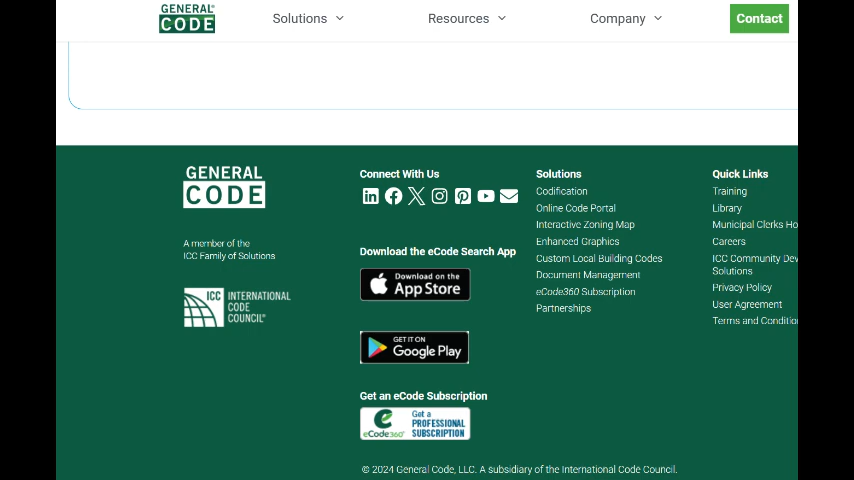 GENERAL
CODE
Solutions
Resources
Company
Contact
GENERAL
CODE
A member of the
ICC Family of Solutions
ICC INTERNATIONAL
CODE
COUNCIL
Connect With Us
Download the eCode Search App
Download on the
App Store
GET IT ON
Google Play
Get an eCode Subscription
eCode360®
Get a
PROFESSIONAL
SUBSCRIPTION
Solutions
Codification
Online Code Portal
Interactive Zoning Map
Enhanced Graphics
Custom Local Building Codes
Document Management
eCode360 Subscription
Partnerships
Quick Links
Training
Library
Municipal Clerks Ho
Careers
ICC Community Dev
Solutions
Privacy Policy
User Agreement
Terms and Conditio
© 2024 General Code, LLC. A subsidiary of the International Code Council.